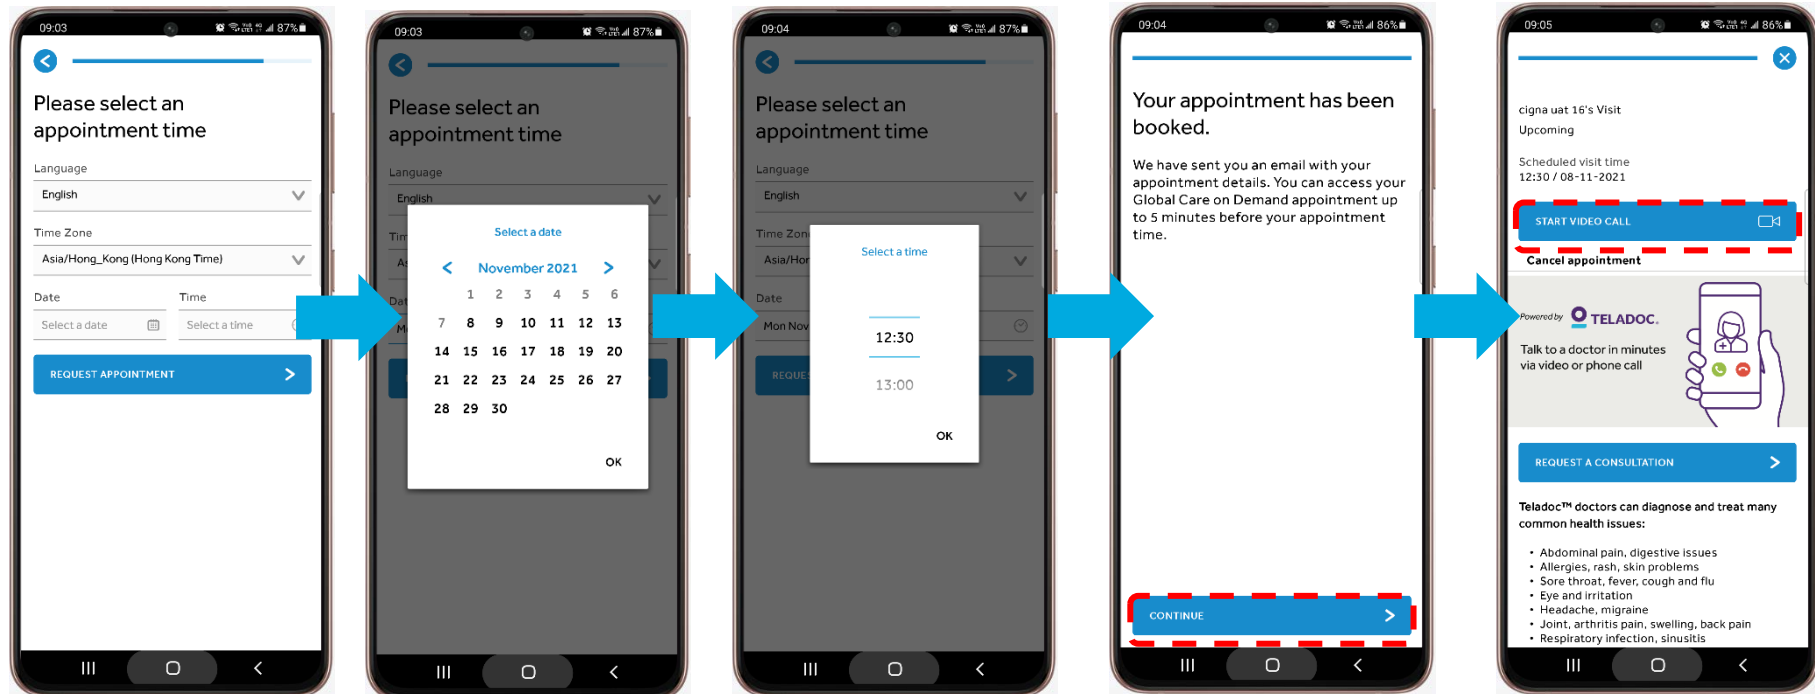 09:03
87%
Please select an
appointment time
Language
English
Time Zone
Asia/Hong_Kong (Hong Kong Time)
Date Time
Select a date Select a time
REQUEST APPOINTMENT
09:03
87%
Please select an
appointment time
Language
English
Select a date
November 2021
1 2 3 4 5 6
7 8 9 10 11 12 13
14 15 16 17 18 19 20
21 22 23 24 25 26 27
28 29 30
OK
09:04
87%
Please select an
appointment time
Language
English
Time Zon
Asia/Hor
Select a time
Date
Mon Nov
12:30
13:00
REQUES
OK
09:04
86%
Your appointment has been
booked.
We have sent you an email with your
appointment details. You can access your
Global Care on Demand appointment up
to 5 minutes before your appointment
time.
CONTINUE
09:05
86%
cigna uat 16's Visit
Upcoming
Scheduled visit time
12:30 / 08-11-2021
START VIDEO CALL
Cancel appointment
Powered by TELADOC.
Talk to a doctor in minutes
via video or phone call
REQUEST A CONSULTATION
Teladoc™ doctors can diagnose and treat many
common health issues:
• Abdominal pain, digestive issues
• Allergies, rash, skin problems
• Sore throat, fever, cough and flu
• Eye and irritation
• Headache, migraine
• Joint, arthritis pain, swelling, back pain
• Respiratory infection, sinusitis